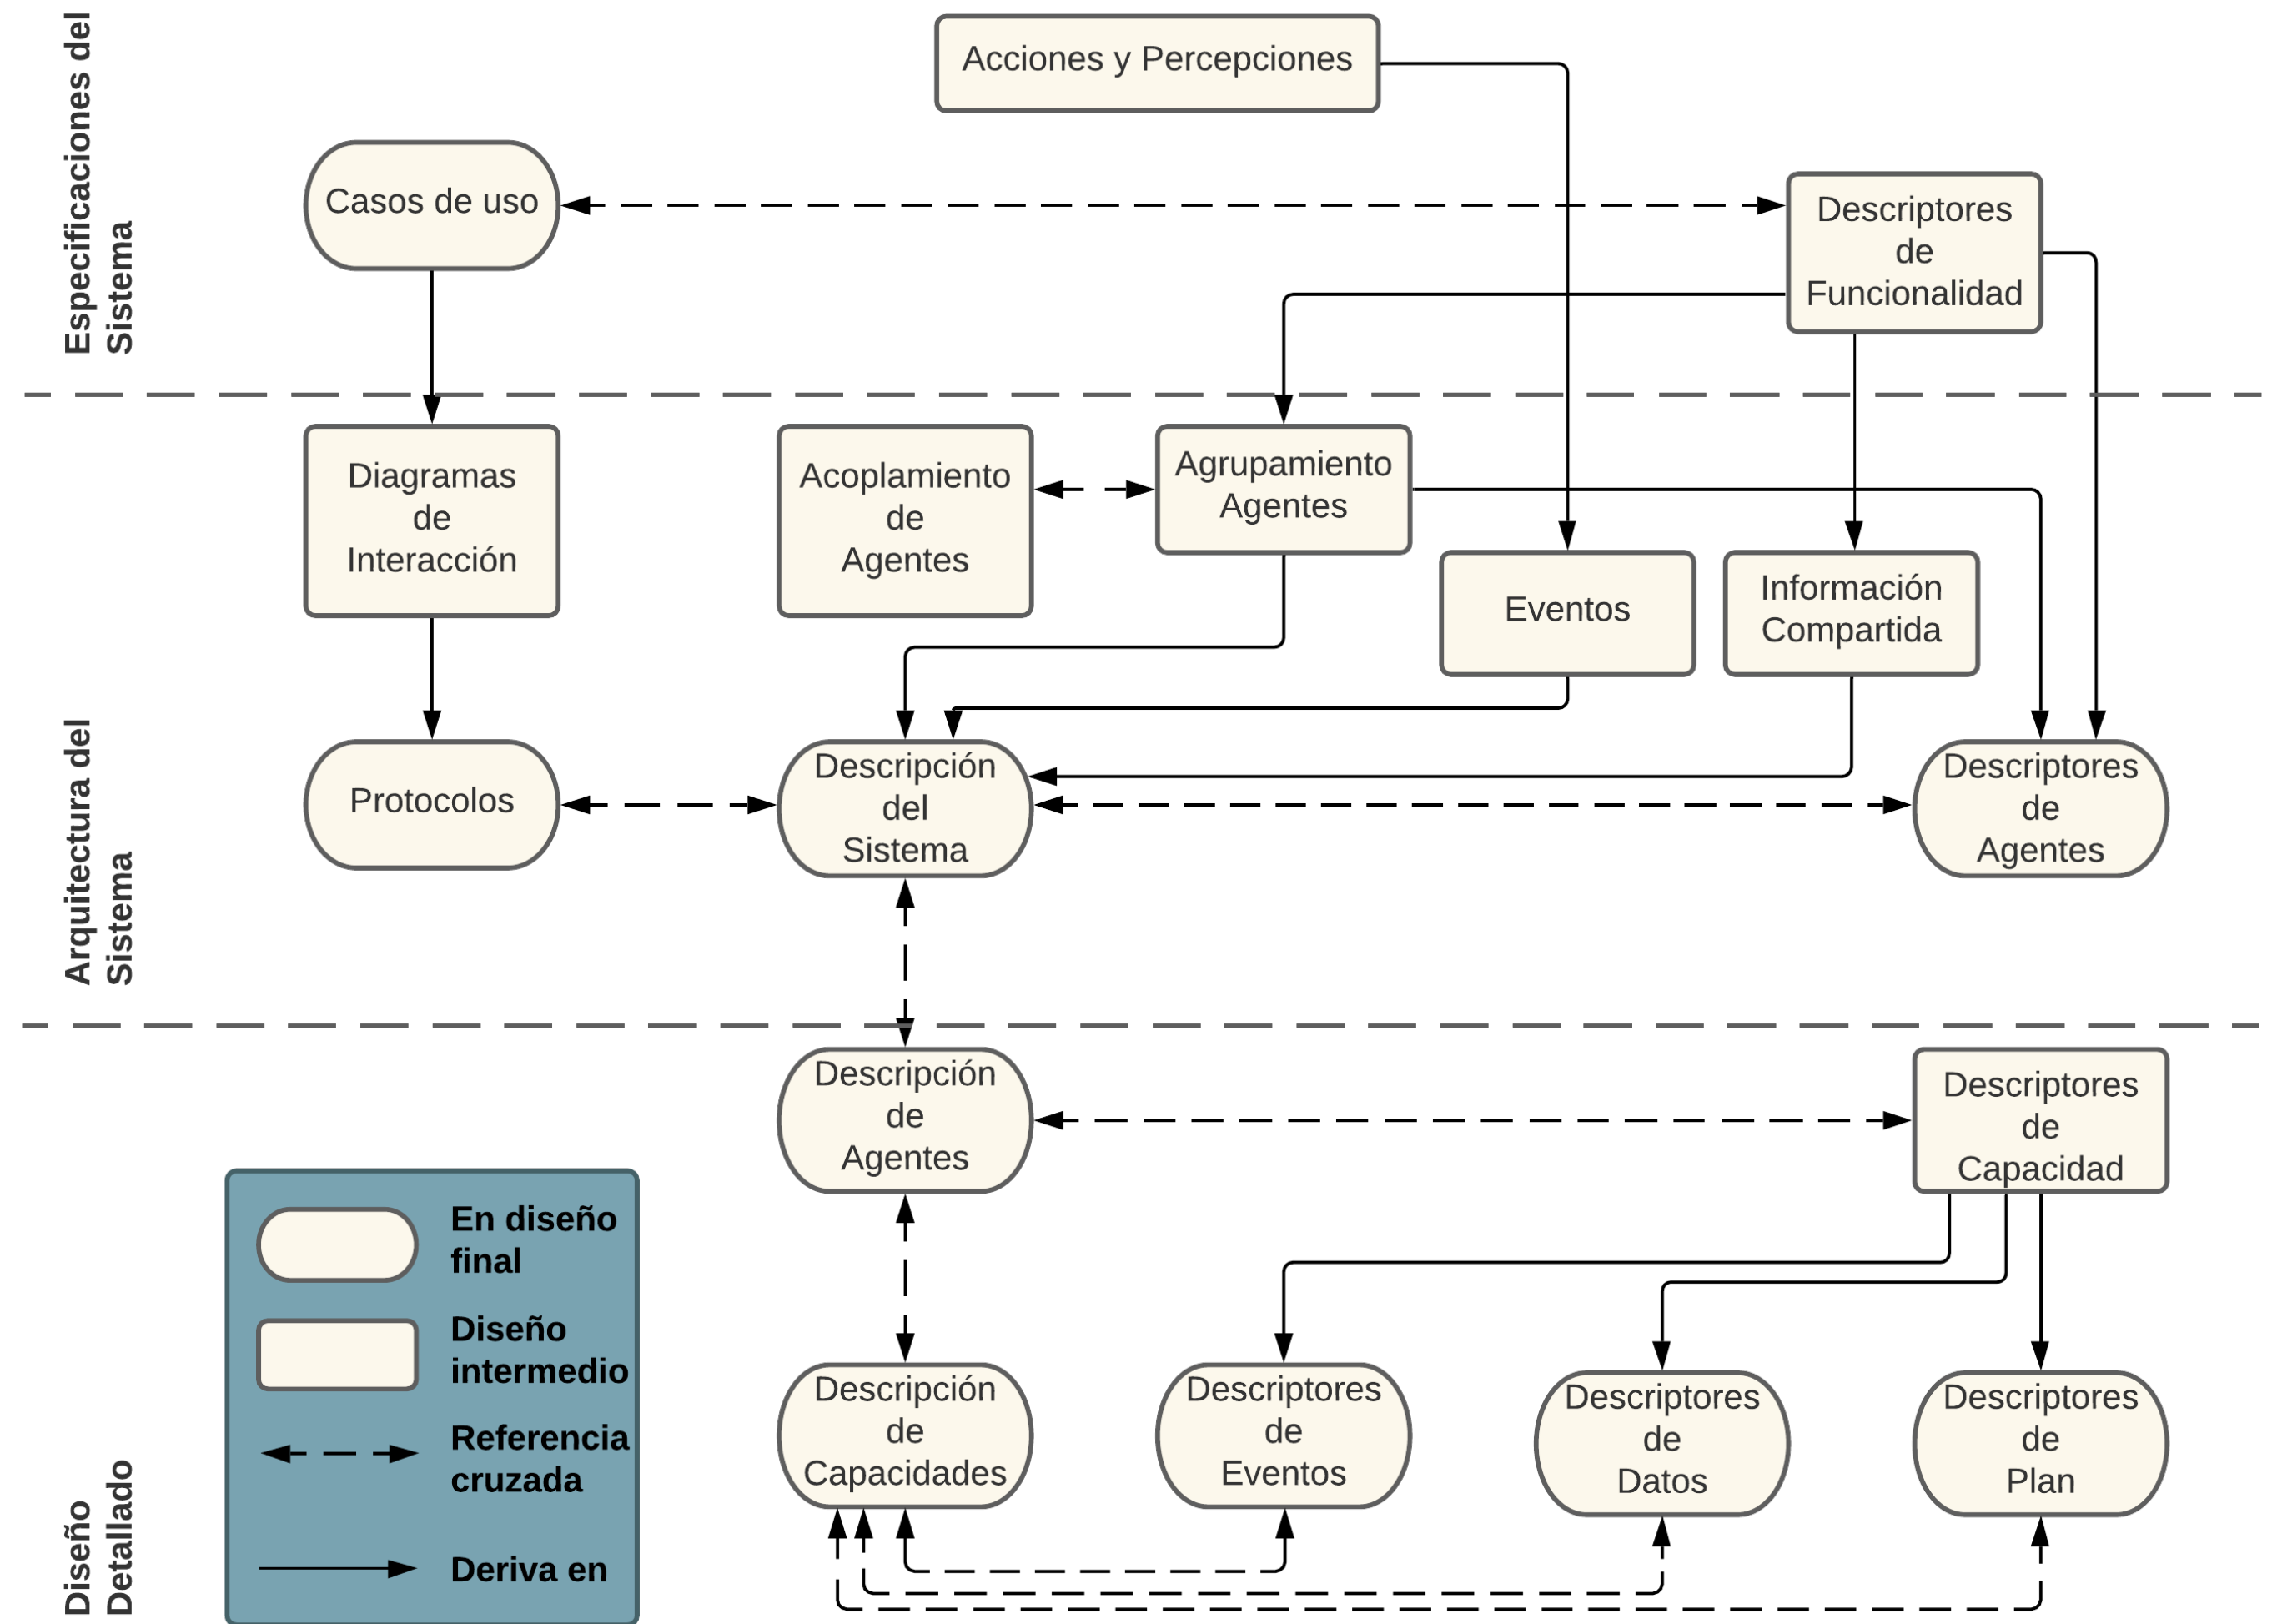 Especificaciones del
Sistema
Acciones y Percepciones
Casos de uso
Descriptores
de
Funcionalidad
Arquitectura del
Sistema
Diagramas
de
Interacción
Acoplamiento
de
Agentes
Agrupamiento
Agentes
Eventos
Información
Compartida
Protocolos
Descripción
del
Sistema
Descriptores
de
Agentes
Diseño
Detallado
Descripción
de
Agentes
Descriptores
de
Capacidad
Descripción
de
Capacidades
Descriptores
de
Eventos
Descriptores
de
Datos
Descriptores
de
Plan
En diseño
final
Diseño
intermedio
Referencia
cruzada
Deriva en